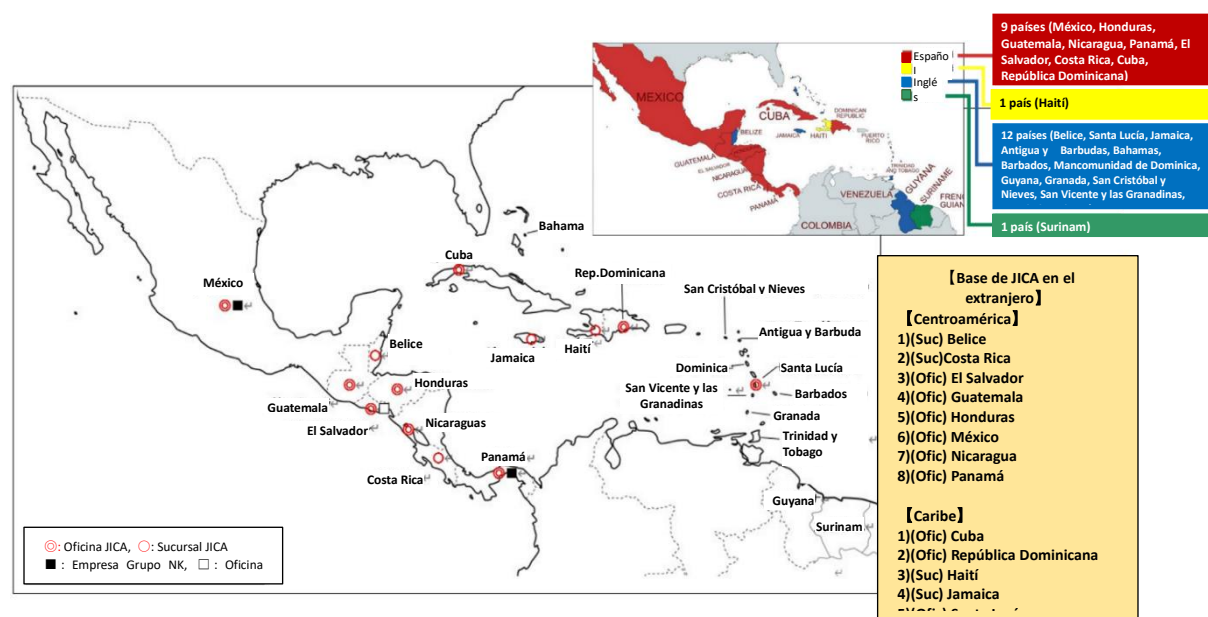 9 países (México, Honduras,
Guatemala, Nicaragua, Panamá, El
Salvador, Costa Rica, Cuba,
República Dominicana)
1 país (Haití)
12 países (Belice, Santa Lucía, Jamaica,
Antigua y Barbudas, Bahamas,
Barbados, Mancomunidad de Dominica,
Guyana, Granada, San Cristóbal y
Nieves, San Vicente y las Granadinas,
1 país (Surinam)
Españo
l
Inglé
s
MEXICO
CUBA
DOMINICAN
REPUBLIC
BELIZE
JAMAICA
HAITI
PUERTO
RICO
GUATEMALA
EL SALVADOR
NICARAGUA
COSTA RICA
PANAMA
TRINIDAD
AND TOBAGO
VENEZUELA
GUYANA
SURINAME
FRENC
GUIAN
COLOMBIA
Bahama
Cuba
México
Rep.Dominicana
San Cristóbal y Nieves
Belice
Jamaica
Haití
Antigua y Barbuda
Dominica
Santa Lucía
Honduras
San Vicente y las
Granadinas
Barbados
Guatemala
Granada
El Salvador
Nicaraguas
Trinidad y
Tobago
Panamá
Costa Rica
Guyana
Surinam
◎: Oficina JICA, ○: Sucursal JICA
■ : Empresa Grupo NK, □ : Oficina
【Base de JICA en el
extranjero】
【Centroamérica】
1)(Suc) Belice
2)(Suc)Costa Rica
3)(Ofic) El Salvador
4)(Ofic) Guatemala
5)(Ofic) Honduras
6)(Ofic) México
7)(Ofic) Nicaragua
8)(Ofic) Panamá
【Caribe】
1)(Ofic) Cuba
2)(Ofic) República Dominicana
3)(Suc) Haití
4)(Suc) Jamaica
5)(Ofic) Santa Lucía